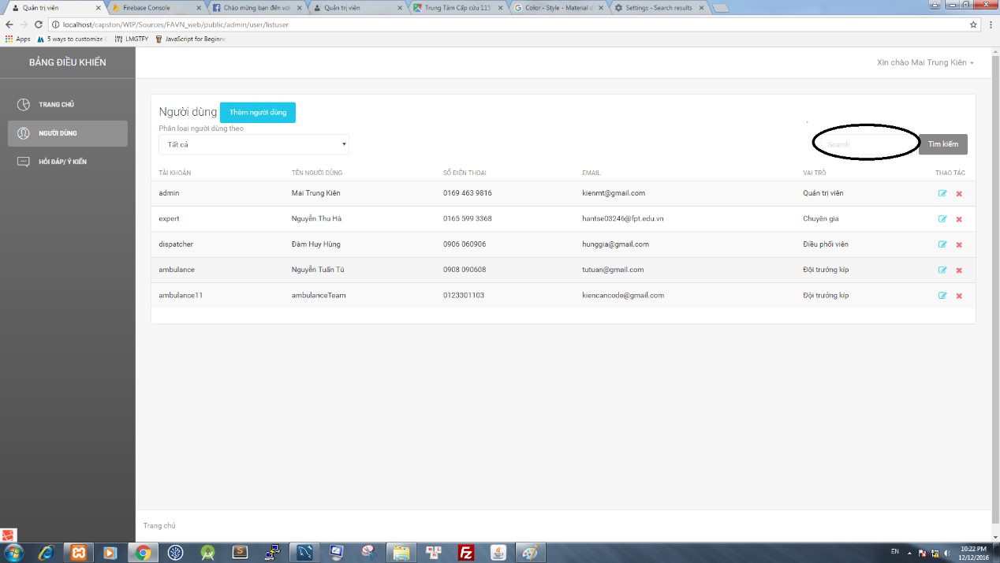 Quản trị viên
Firebase Console
Chào mừng bạn đến với
Quản trị viên
Trung Tâm Cấp cứu 115
Color - Style - Material d
Settings - Search results
localhost/capston/WIP/Sources/FAVN_web/public/admin/user/listuser
Apps
5 ways to customize
LMGTFY
JavaScript for Beginne
BẢNG ĐIỀU KHIỂN
Xin chào Mai Trung Kiên
TRANG CHỦ
NGƯỜI DÙNG
HỎI ĐÁP/ Ý KIẾN
Người dùng
Thêm người dùng
Phân loại người dùng theo
Tất cả
Search
Tìm kiếm
TÀI KHOẢN TÊN NGƯỜI DÙNG SỐ ĐIỆN THOẠI EMAIL VAI TRÒ THAO TÁC
admin Mai Trung Kiên 0169 463 9816 kienmt@gmail.com Quản trị viên
expert Nguyễn Thu Hà 0165 599 3368 hantse03246@fpt.edu.vn Chuyên gia
dispatcher Đàm Huy Hùng 0906 060906 hunggia@gmail.com Điều phối viên
ambulance Nguyễn Tuấn Tú 0908 090608 tutuan@gmail.com Đội trưởng kíp
ambulance11 ambulanceTeam 0123301103 kiencancode@gmail.com Đội trưởng kíp
Trang chủ
EN
10:22 PM
12/12/2016